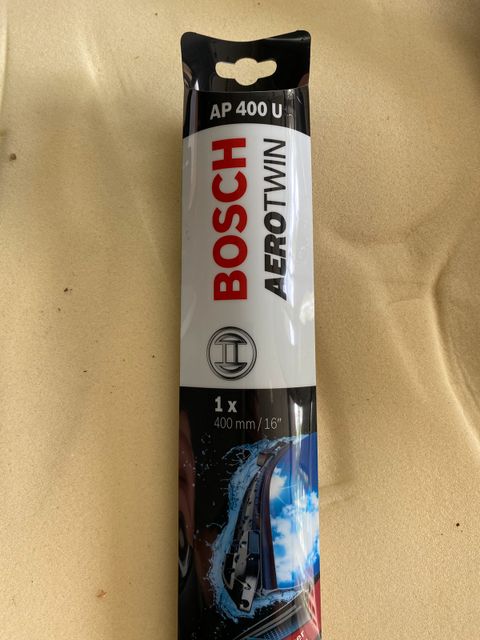 AP 400 U
BOSCH
AEROTWIN
1 x
400 mm / 16"